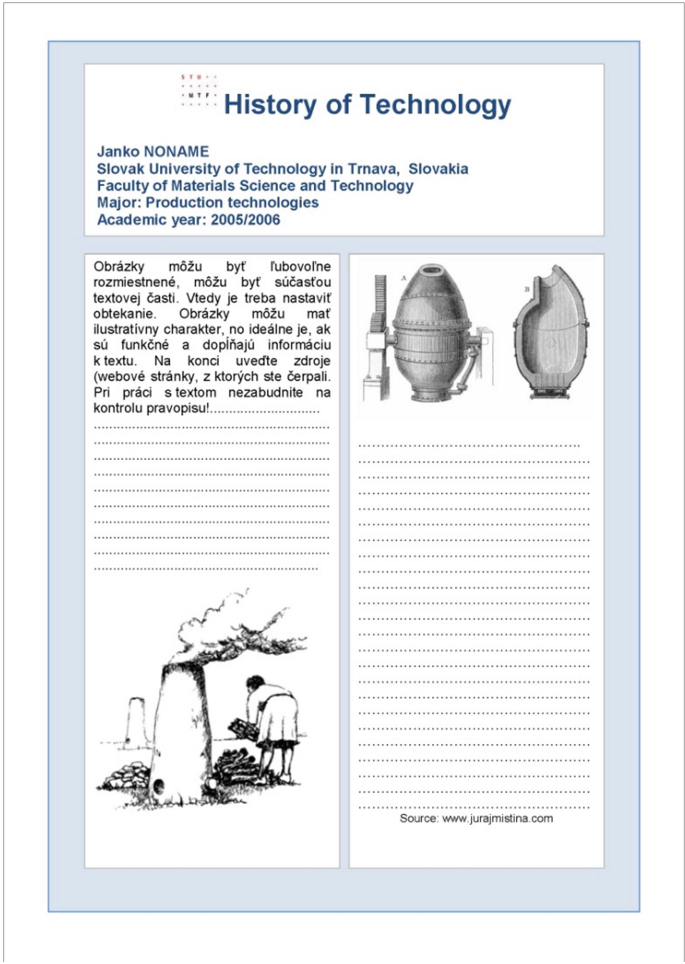 S T U
M T F
History of Technology
Janko NONAME
Slovak University of Technology in Trnava,  Slovakia
Faculty of Materials Science and Technology
Major: Production technologies
Academic year: 2005/2006
Obrázky môžu byť ľubovoľne
rozmiestnené, môžu byť súčasťou
textovej časti. Vtedy je treba nastaviť
obtekanie. Obrázky môžu mať
ilustratívny charakter, no ideálne je, ak
sú funkčné a dopĺňajú informáciu
k textu. Na konci uveďte zdroje
(webové stránky, z ktorých ste čerpali.
Pri práci s textom nezabudnite na
kontrolu pravopisu!.............................
A
B
Source: www.jurajmistina.com